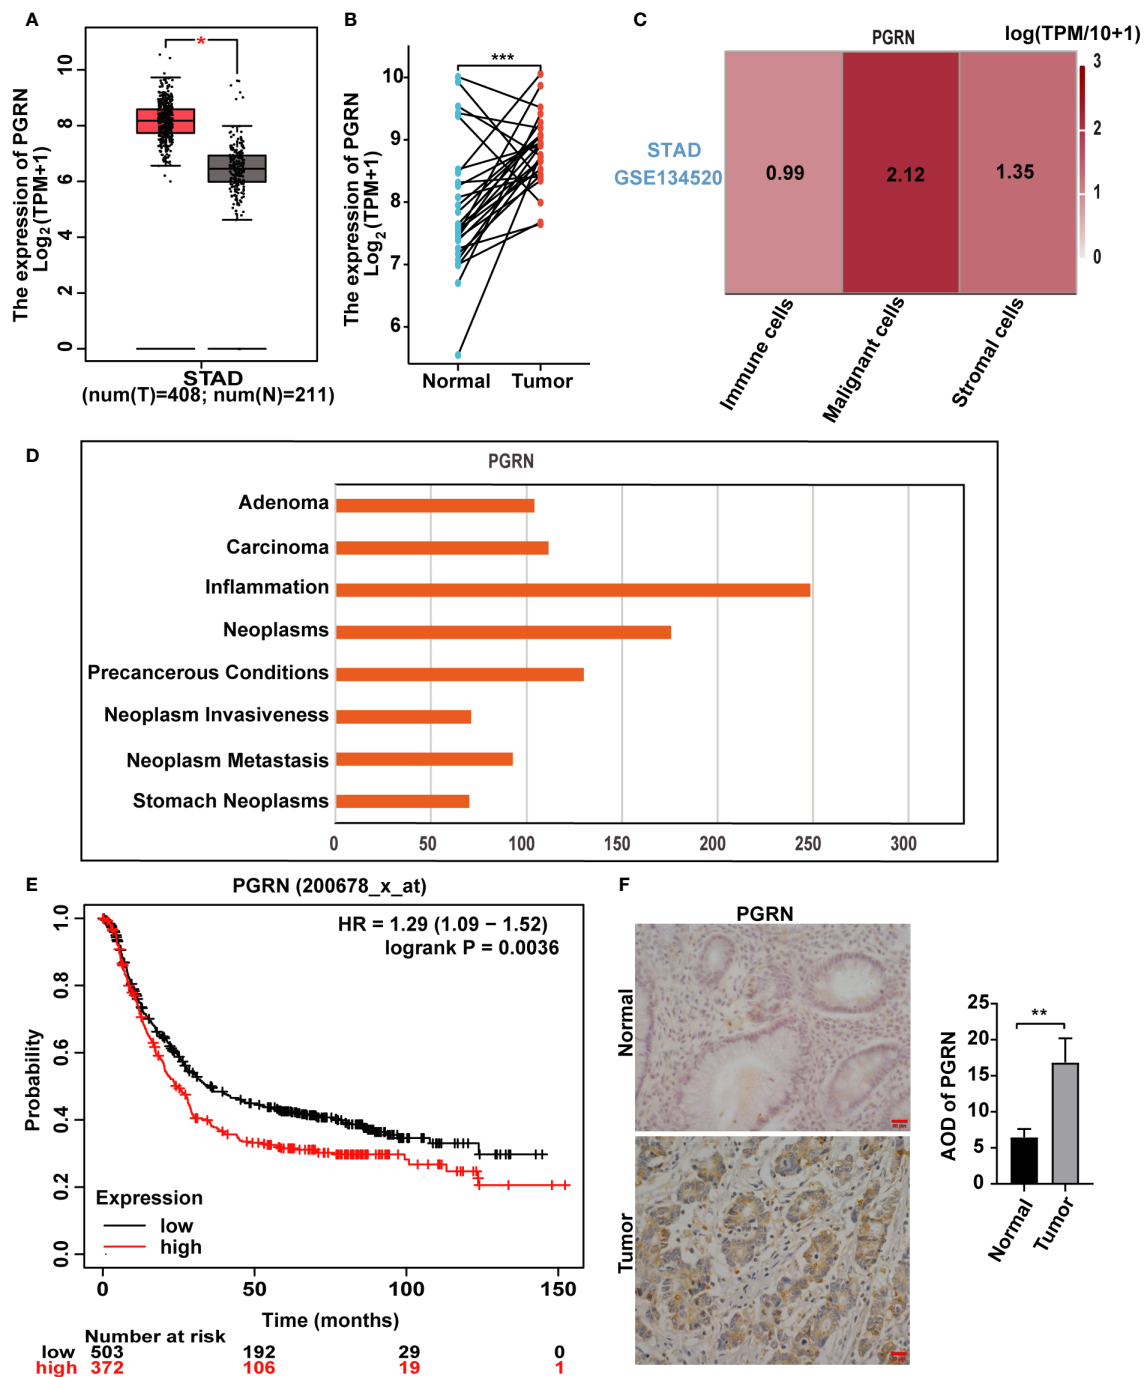 A
The expression of PGRN
Log2(TPM+1)
10
8
6
4
2
0
*
STAD
(num(T)=408; num(N)=211)
B
The expression of PGRN
Log2(TPM+1)
10
9
8
7
6
***
Normal Tumor
C
PGRN
log(TPM/10+1)
STAD
GSE134520
0.99 2.12 1.35
3
2
1
0
Immune cells
Malignant cells
Stromal cells
D
PGRN
Adenoma
Carcinoma
Inflammation
Neoplasms
Precancerous Conditions
Neoplasm Invasiveness
Neoplasm Metastasis
Stomach Neoplasms
0 50 100 150 200 250 300
E
PGRN (200678_x_at)
HR = 1.29 (1.09 − 1.52)
logrank P = 0.0036
Probability
1.0
0.8
0.6
0.4
0.2
0.0
Expression
low
high
0 50 100 150
Time (months)
Number at risk
low 503 192 29 0
high 372 106 19 1
F
PGRN
Normal
Tumor
AOD of PGRN
25
20
15
10
5
0
**
Normal
Tumor